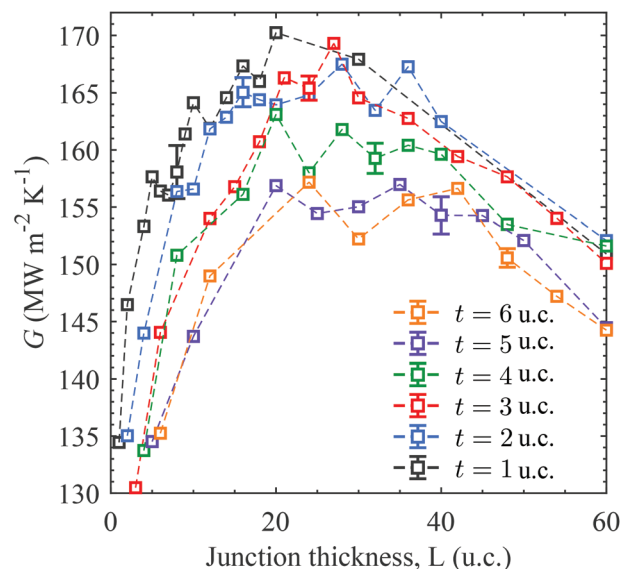 170
165
160
155
150
145
140
135
130
G (MW m⁻² K⁻¹)
t = 6 u.c.
t = 5 u.c.
t = 4 u.c.
t = 3 u.c.
t = 2 u.c.
t = 1 u.c.
0 20 40 60
Junction thickness, L (u.c.)